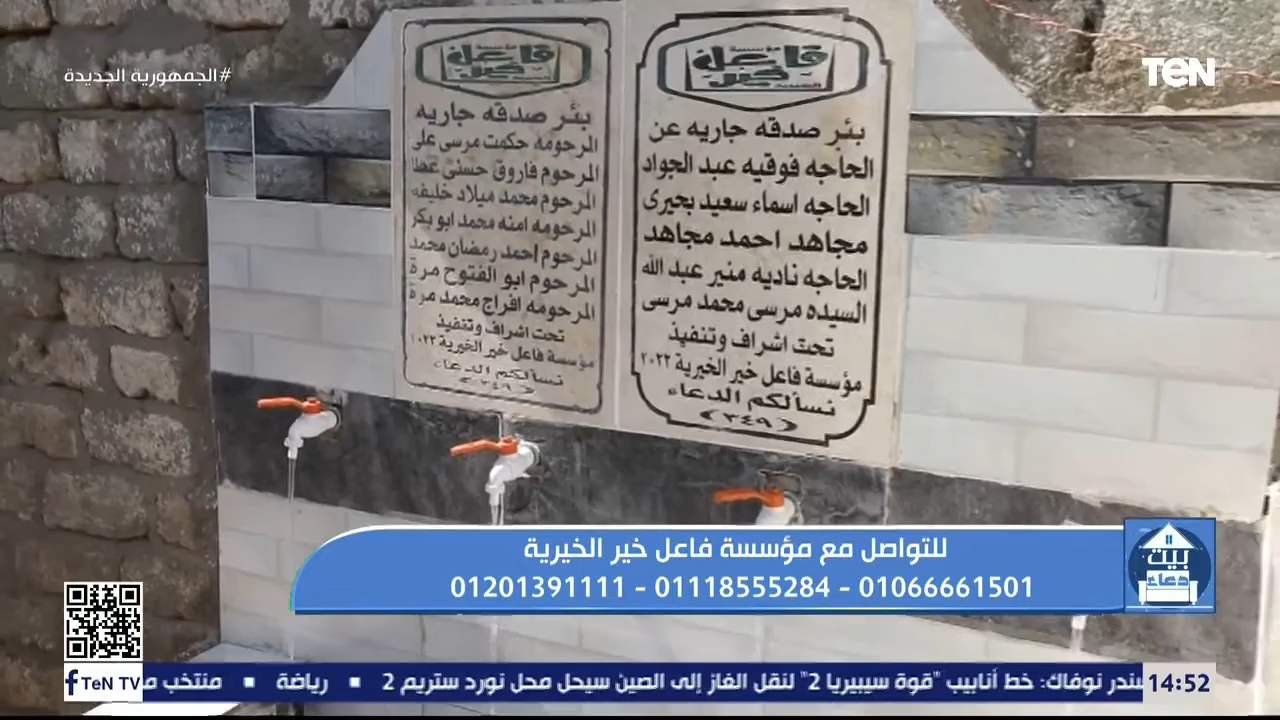 #الجمهورية الجديدة
TeN
مؤسسة
فاعل
خير
بئر صدقه جاريه
المرحومه حكمت مرسى على
المرحوم فاروق حسنى عطا
المرحوم محمد ميلاد خليفه
المرحومه امنه محمد ابو بكر
المرحوم احمد رمضان محمد
المرحوم ابو الفتوح مرة
المرحومه افراج محمد مرة
تحت اشراف وتنفيذ
مؤسسة فاعل خير الخيرية ٢٠٢٢
نسألكم الدعاء
(٣٤٩)
مؤسسة
فاعل
خير
بئر صدقه جاريه عن
الحاجه فوقيه عبد الجواد
الحاجه اسماء سعيد بحيرى
مجاهد احمد مجاهد
الحاجه ناديه منير عبد الله
السيده مرسى محمد مرسى
تحت اشراف وتنفيذ
مؤسسة فاعل خير الخيرية ٢٠٢٢
نسألكم الدعاء
(٣٤٩)
للتواصل مع مؤسسة فاعل خير الخيرية
01201391111 - 01118555284 - 01066661501
بيت
دعاء
14:52
سندر نوفاك: خط أنابيب "قوة سيبيريا 2" لنقل الغاز إلى الصين سيحل محل نورد ستريم 2 ■ رياضة ■ منتخب
TeN TV